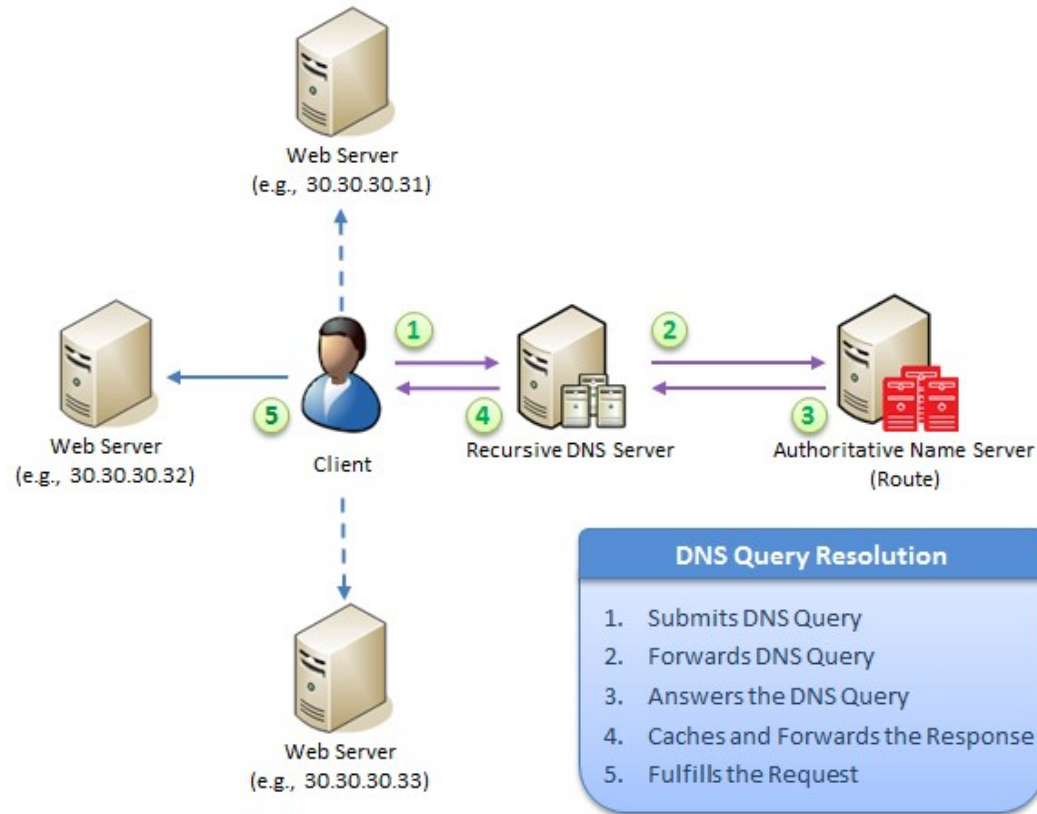 Web Server
(e.g., 30.30.30.31)
1
2
Web Server
(e.g., 30.30.30.32)
5
Client
4
Recursive DNS Server
3
Authoritative Name Server
(Route)
Web Server
(e.g., 30.30.30.33)
DNS Query Resolution
1. Submits DNS Query
2. Forwards DNS Query
3. Answers the DNS Query
4. Caches and Forwards the Response
5. Fulfills the Request